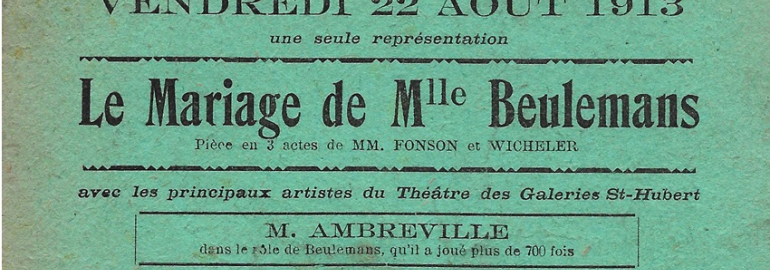 VENDREDI 22 AOUT 1913
une seule représentation
Le Mariage de Mlle Beulemans
Pièce en 3 actes de MM. FONSON et WICHELER
avec les principaux artistes du Théâtre des Galeries St-Hubert
M. AMBREVILLE
dans le rôle de Beulemans, qu'il a joué plus de 700 fois